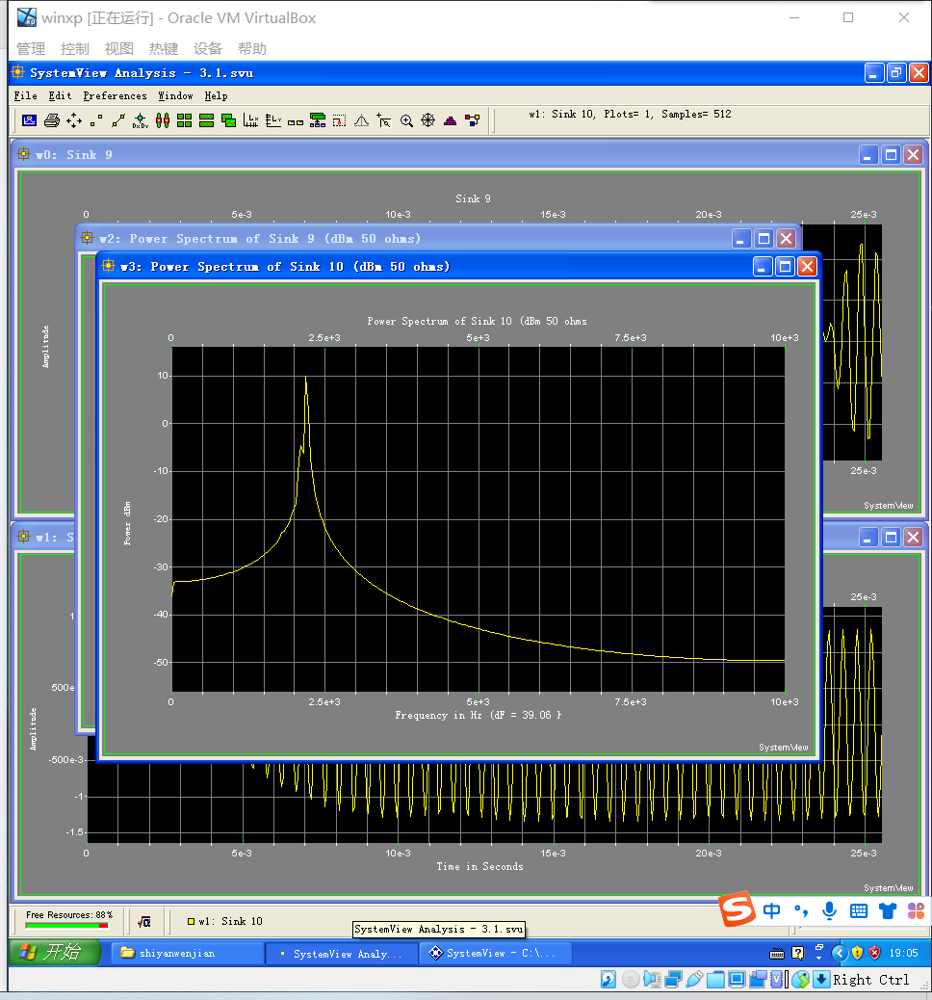 winxp [正在运行] - Oracle VM VirtualBox
管理 控制 视图 热键 设备 帮助
SystemView Analysis - 3.1.svu
File Edit Preferences Window Help
w1: Sink 10, Plots= 1, Samples= 512
w0: Sink 9
Sink 9
0 5e-3 10e-3 15e-3 20e-3 25e-3
w2: Power Spectrum of Sink 9 (dBm 50 ohms)
w3: Power Spectrum of Sink 10 (dBm 50 ohms)
Power Spectrum of Sink 10 (dBm 50 ohms
0 2.5e+3 5e+3 7.5e+3 10e+3
Amplitude
10
0
-10
-20
-30
-40
-50
Power dBm
0 2.5e+3 5e+3 7.5e+3 10e+3
Frequency in Hz (dF = 39.06 )
SystemView
25e-3
SystemView
w1: S
25e-3
1
500e
Amplitude
-500e-3
-1
-1.5
0 5e-3 10e-3 15e-3 20e-3 25e-3
Time in Seconds
SystemView
Free Resources: 88%
w1: Sink 10
中
SystemView Analysis - 3.1.svu
开始
shiyanwenjian
SystemView Analy...
SystemView - C:\...
19:05
Right Ctrl